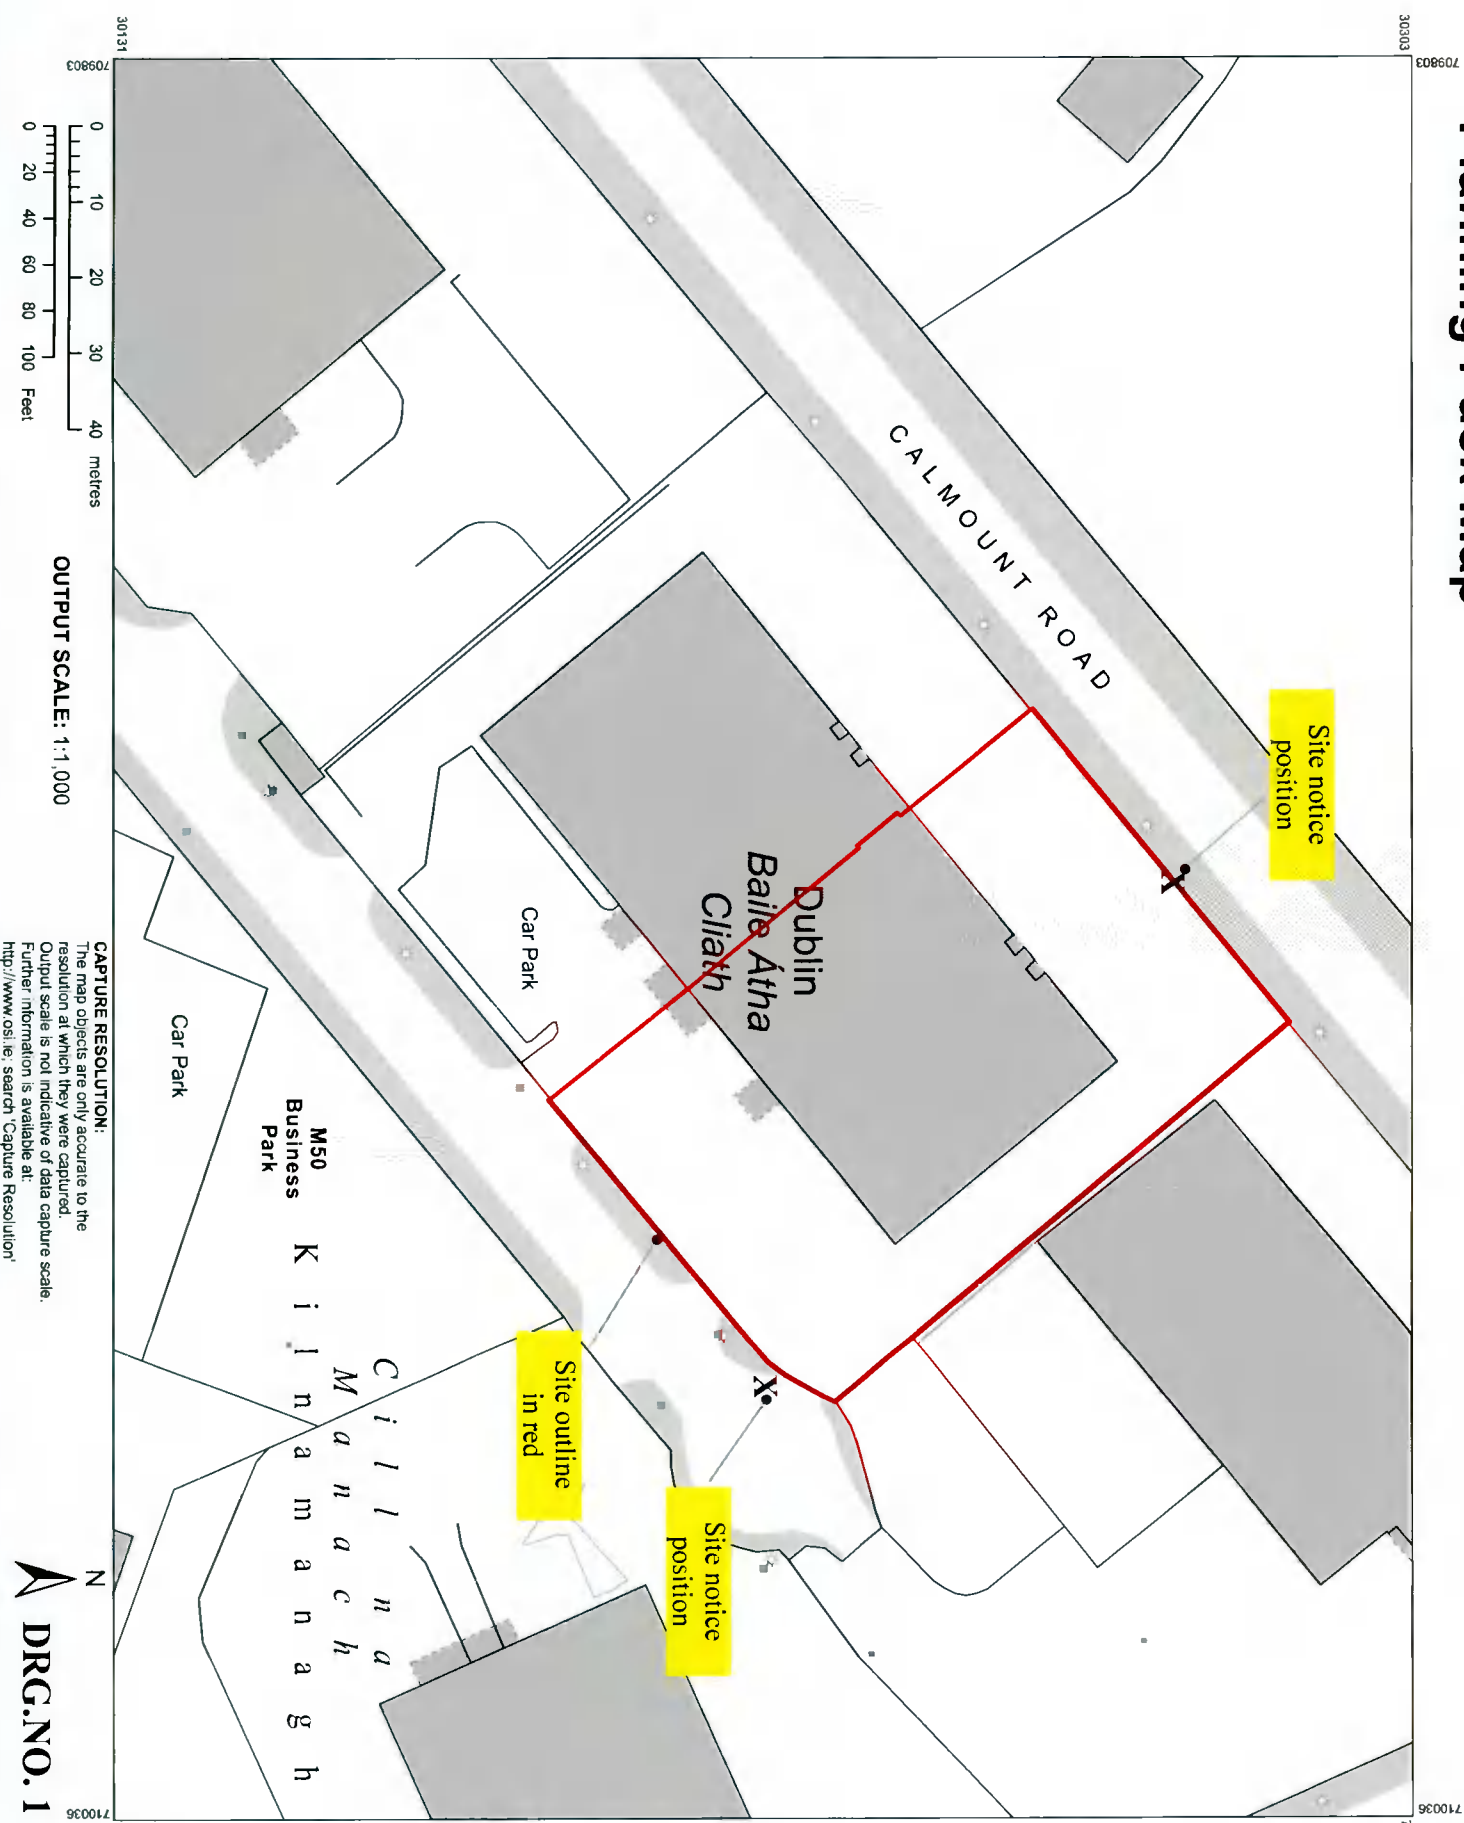 Planning Pack Map
30131
709803
30303
709803
CALMOUNT ROAD
Site notice
position
Y
Dublin
Baile Átha
Cliath
Car Park
Car Park
M50
Business
Park
Kilnamanagh
Cill na
Manach
Site outline
in red
X
Site notice
position
0 10 20 30 40 metres
0 20 40 60 80 100 Feet
OUTPUT SCALE: 1:1,000
CAPTURE RESOLUTION:
The map objects are only accurate to the
resolution at which they were captured.
Output scale is not indicative of data capture scale.
Further information is available at:
http://www.osi.ie; search 'Capture Resolution'
N
DRG.NO. 1
710036
710036